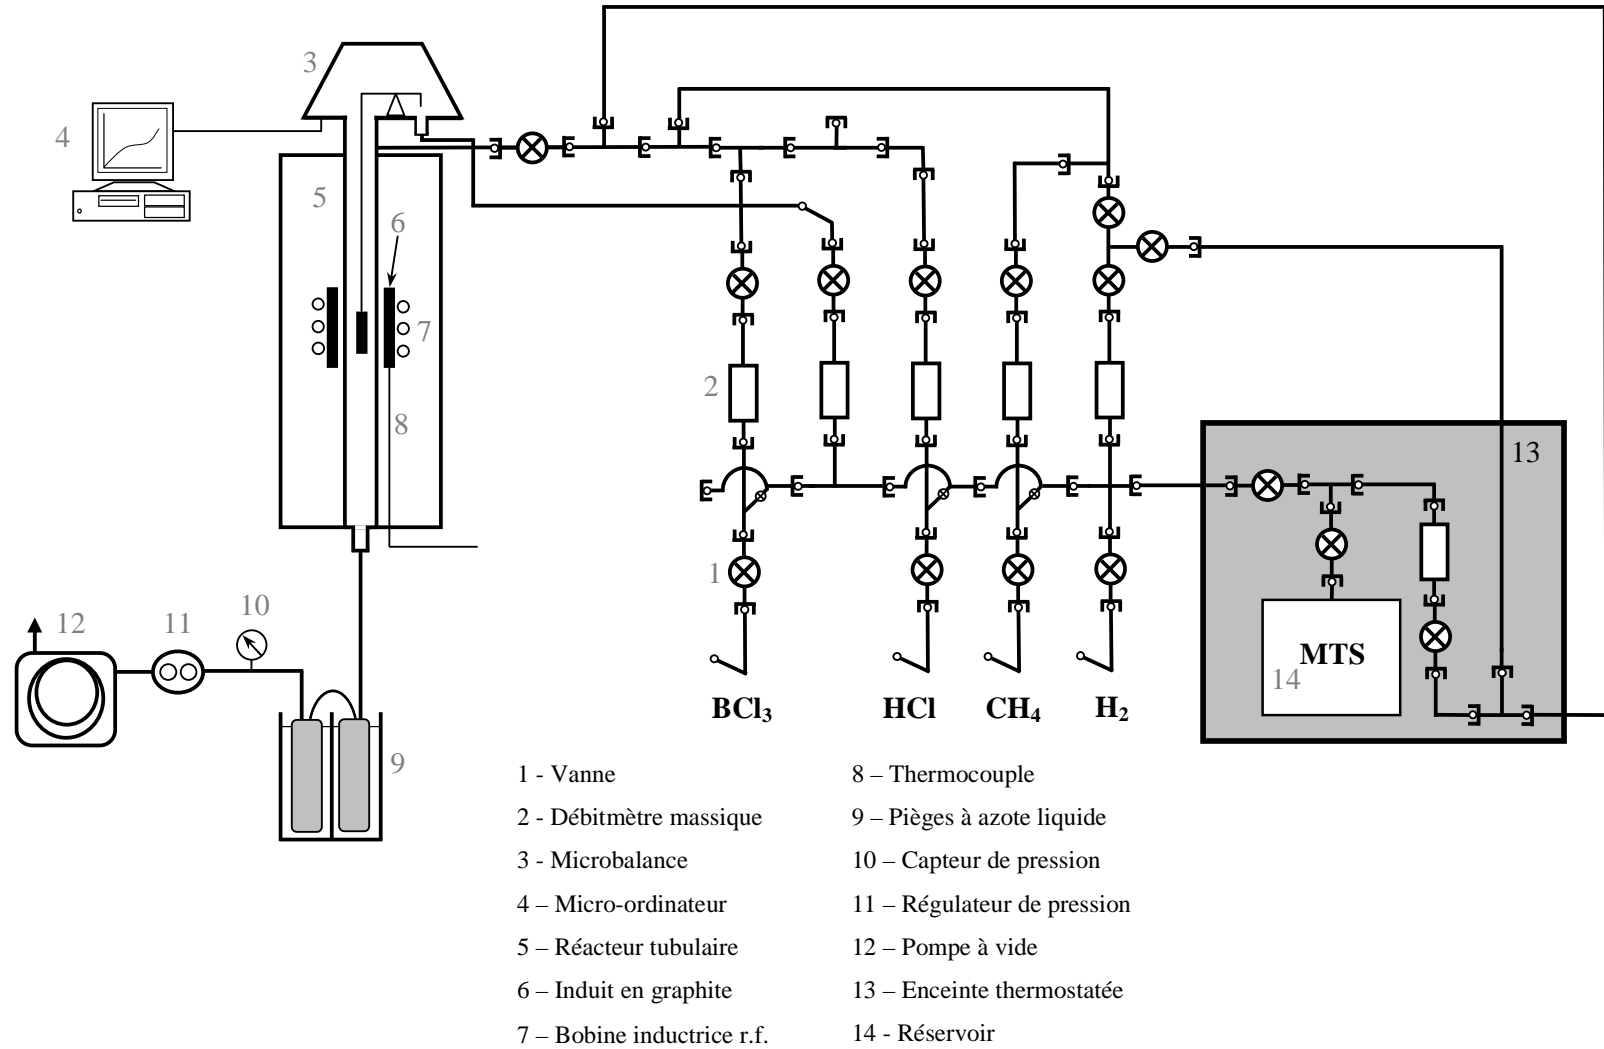 3
4
5
6
7
8
2
13
1
10
12
11
MTS
14
BCl3 HCl CH4 H2
9
1 - Vanne
2 - Débitmètre massique
3 - Microbalance
4 – Micro-ordinateur
5 – Réacteur tubulaire
6 – Induit en graphite
7 – Bobine inductrice r.f.
8 – Thermocouple
9 – Pièges à azote liquide
10 – Capteur de pression
11 – Régulateur de pression
12 – Pompe à vide
13 – Enceinte thermostatée
14 - Réservoir